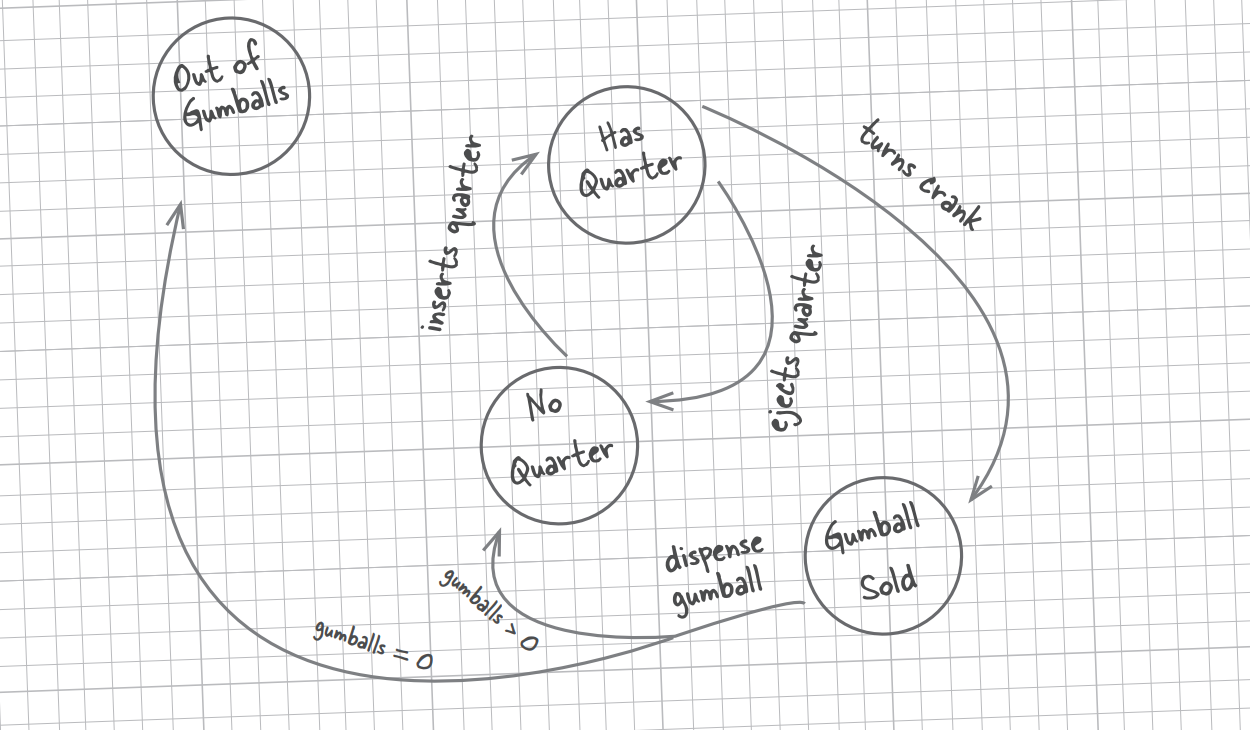 Out of
Gumballs
Has
Quarter
turns crank
inserts quarter
ejects quarter
No
Quarter
Gumball
Sold
dispense
gumball
gumballs > 0
gumballs = 0